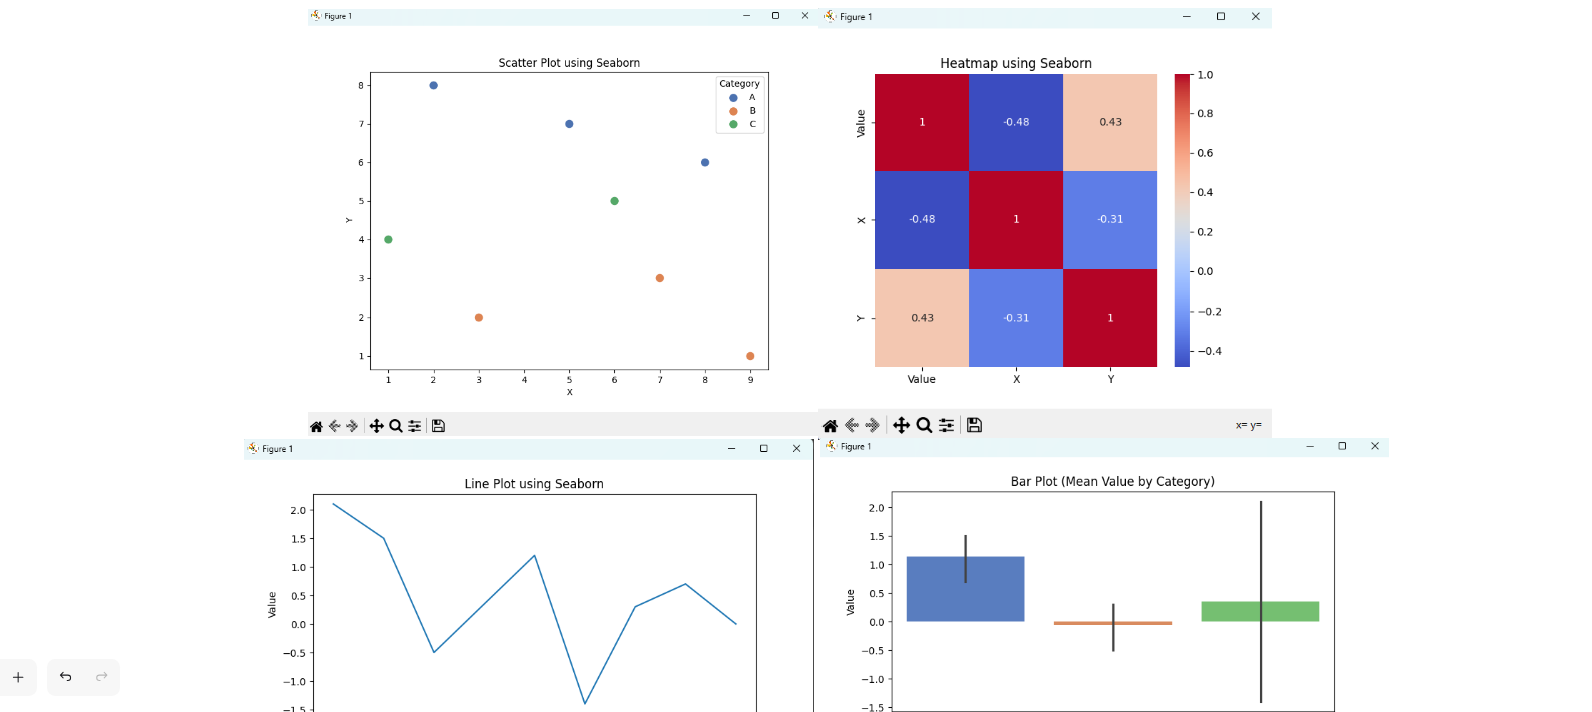 Figure 1
Scatter Plot using Seaborn
Category
A
B
C
Y
8
7
6
5
4
3
2
1
1 2 3 4 5 6 7 8 9
X
Figure 1
Heatmap using Seaborn
Value
X
Y
1 -0.48 0.43
-0.48 1 -0.31
0.43 -0.31 1
Value X Y
1.0
0.8
0.6
0.4
0.2
0.0
−0.2
−0.4
x= y=
Figure 1
Line Plot using Seaborn
Value
2.0
1.5
1.0
0.5
0.0
−0.5
−1.0
−1.5
Figure 1
Bar Plot (Mean Value by Category)
Value
2.0
1.5
1.0
0.5
0.0
−0.5
−1.0
−1.5